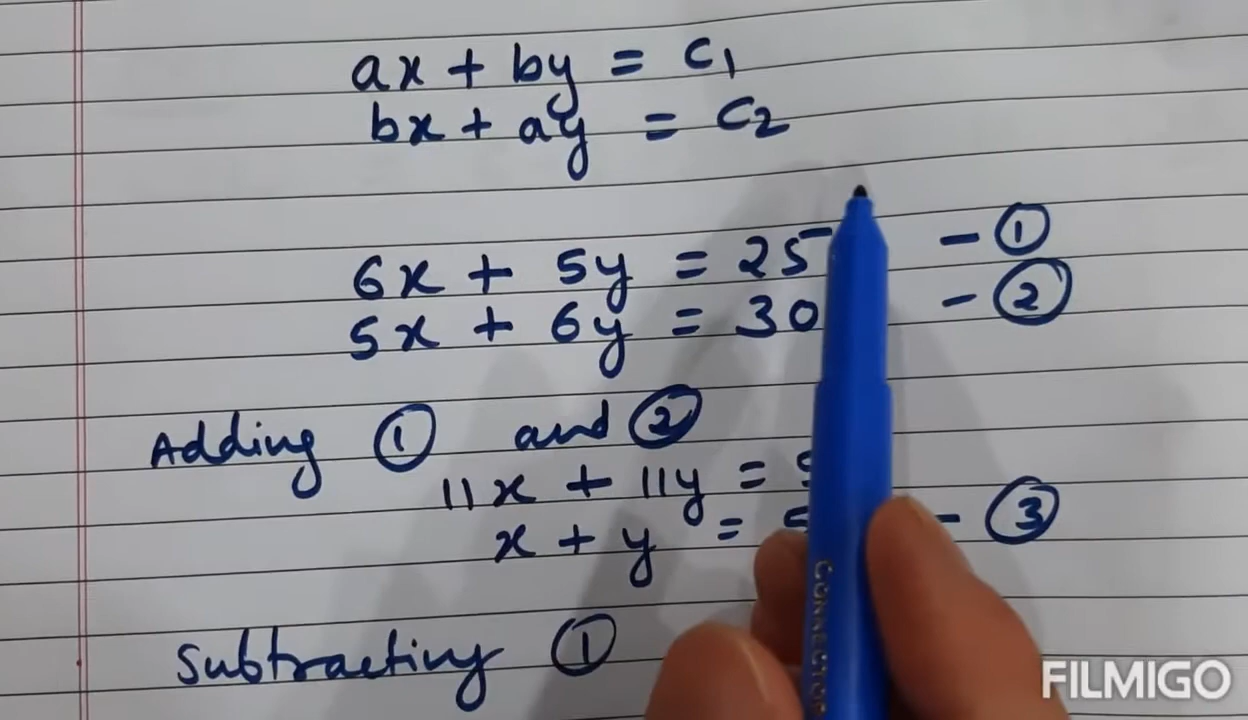 ax + by = C1
bx + ay = C2
6x + 5y = 25 - ①
5x + 6y = 30 - ②
Adding ① and ②
11x + 11y =
x + y = - ③
Subtracting ①
CONNECTOR
FILMIGO